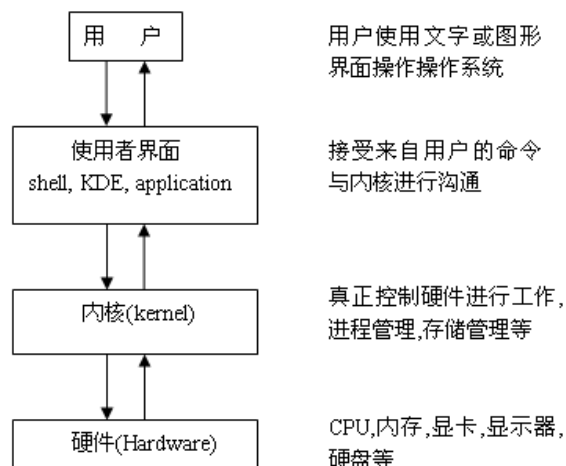 用 户
用户使用文字或图形
界面操作操作系统
使用者界面
shell, KDE, application
接受来自用户的命令
与内核进行沟通
内核(kernel)
真正控制硬件进行工作,
进程管理,存储管理等
硬件(Hardware)
CPU,内存,显卡,显示器,
硬盘等